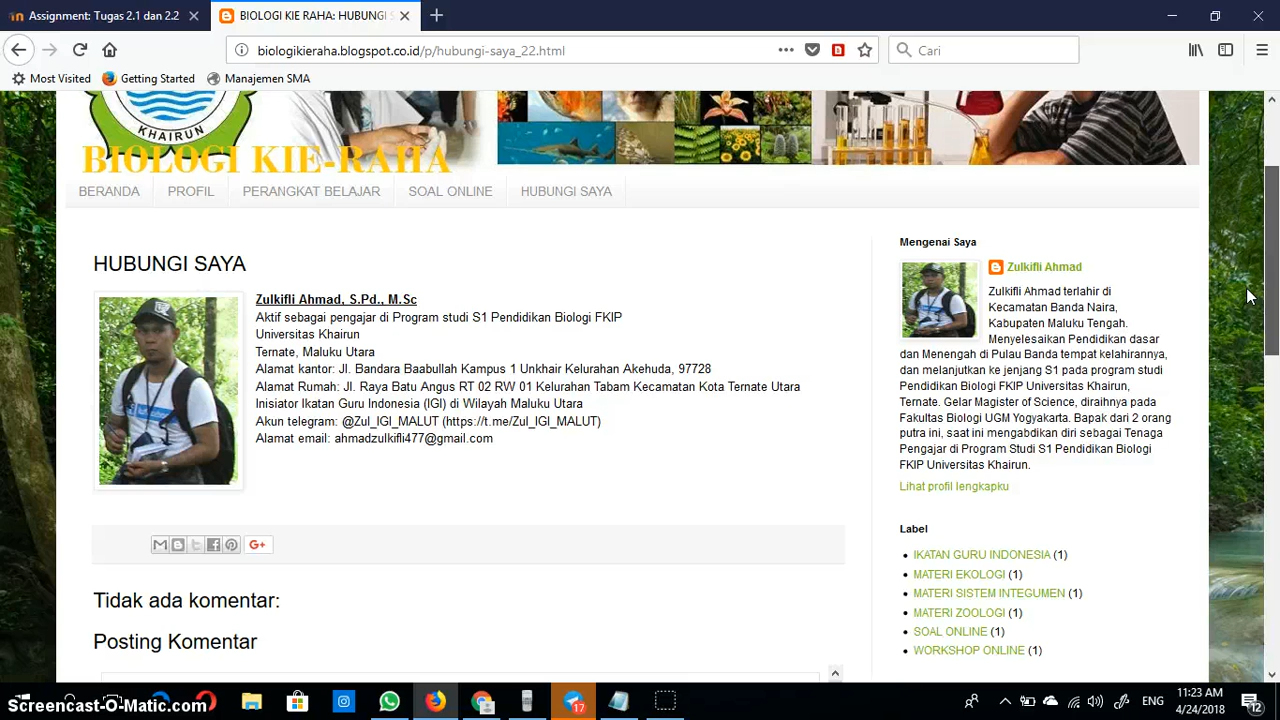 Assignment: Tugas 2.1 dan 2.2
BIOLOGI KIE RAHA: HUBUNGI S
biologikieraha.blogspot.co.id/p/hubungi-saya_22.html
Cari
Most Visited
Getting Started
Manajemen SMA
KHAIRUN
BIOLOGI KIE-RAHA
BERANDA
PROFIL
PERANGKAT BELAJAR
SOAL ONLINE
HUBUNGI SAYA
HUBUNGI SAYA
Zulkifli Ahmad, S.Pd., M.Sc
Aktif sebagai pengajar di Program studi S1 Pendidikan Biologi FKIP
Universitas Khairun
Ternate, Maluku Utara
Alamat kantor: Jl. Bandara Baabullah Kampus 1 Unkhair Kelurahan Akehuda, 97728
Alamat Rumah: Jl. Raya Batu Angus RT 02 RW 01 Kelurahan Tabam Kecamatan Kota Ternate Utara
Inisiator Ikatan Guru Indonesia (IGI) di Wilayah Maluku Utara
Akun telegram: @Zul_IGI_MALUT (https://t.me/Zul_IGI_MALUT)
Alamat email: ahmadzulkifli477@gmail.com
G+
Tidak ada komentar:
Posting Komentar
Mengenai Saya
Zulkifli Ahmad
Zulkifli Ahmad terlahir di
Kecamatan Banda Naira,
Kabupaten Maluku Tengah.
Menyelesaikan Pendidikan dasar
dan Menengah di Pulau Banda tempat kelahirannya,
dan melanjutkan ke jenjang S1 pada program studi
Pendidikan Biologi FKIP Universitas Khairun,
Ternate. Gelar Magister of Science, diraihnya pada
Fakultas Biologi UGM Yogyakarta. Bapak dari 2 orang
putra ini, saat ini mengabdikan diri sebagai Tenaga
Pengajar di Program Studi S1 Pendidikan Biologi
FKIP Universitas Khairun.
Lihat profil lengkapku
Label
IKATAN GURU INDONESIA (1)
MATERI EKOLOGI (1)
MATERI SISTEM INTEGUMEN (1)
MATERI ZOOLOGI (1)
SOAL ONLINE (1)
WORKSHOP ONLINE (1)
Screencast-O-Matic.com
17
ENG
11:23 AM
4/24/2018
12